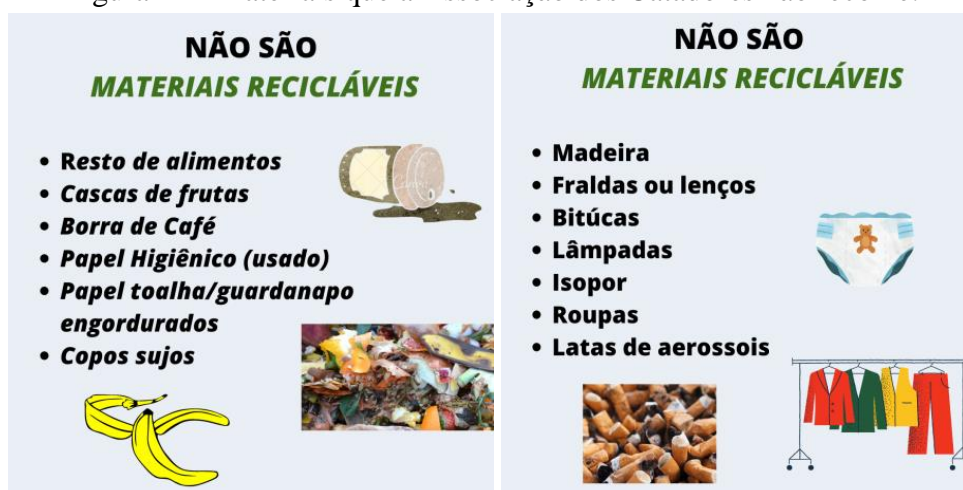 NÃO SÃO
MATERIAIS RECICLÁVEIS
• Resto de alimentos
• Cascas de frutas
• Borra de Café
• Papel Higiênico (usado)
• Papel toalha/guardanapo
engordurados
• Copos sujos
NÃO SÃO
MATERIAIS RECICLÁVEIS
• Madeira
• Fraldas ou lenços
• Bitúcas
• Lâmpadas
• Isopor
• Roupas
• Latas de aerossois